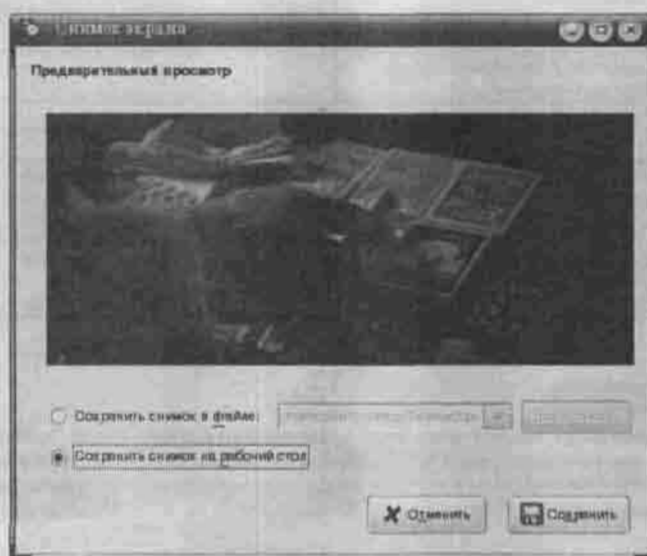 Снимок экрана
Предварительный просмотр
Сохранить снимок в файле:
Сохранить снимок на рабочий стол
Отменить
Сохранить